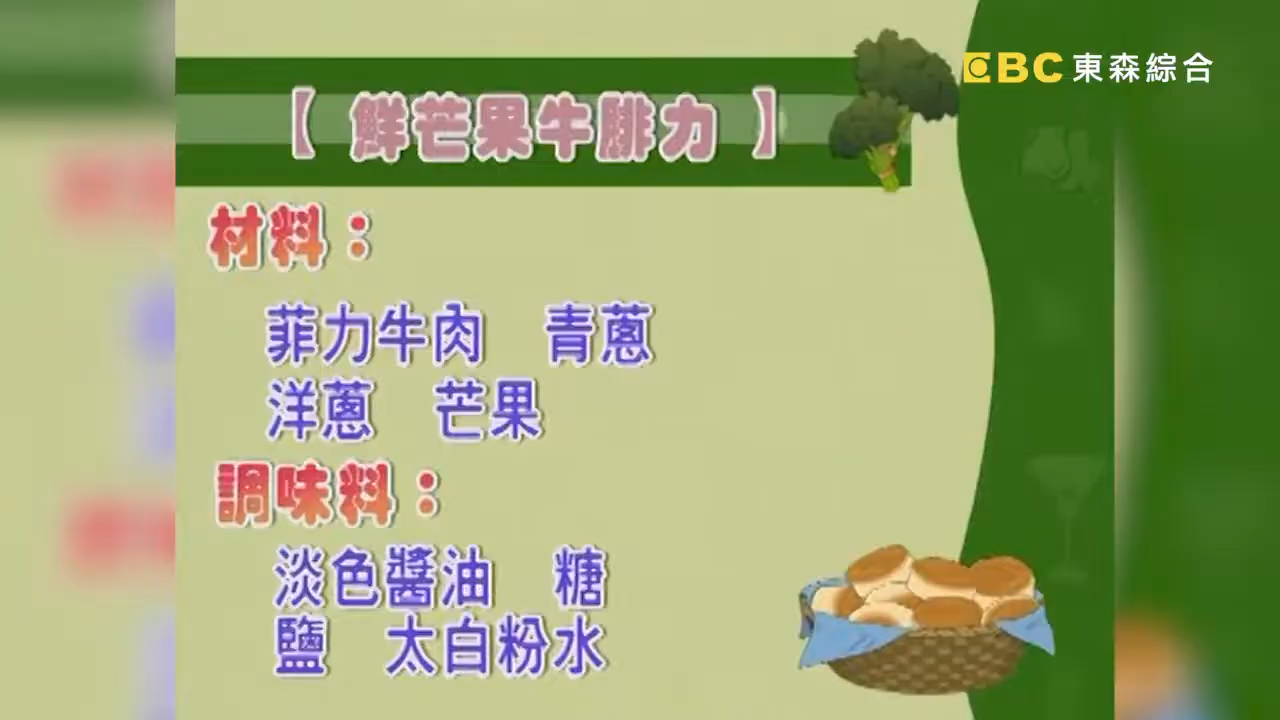 EBC 東森綜合
【 鮮芒果牛腓力 】
材料：
菲力牛肉　青蔥
洋蔥　芒果
調味料：
淡色醬油　糖
鹽　太白粉水